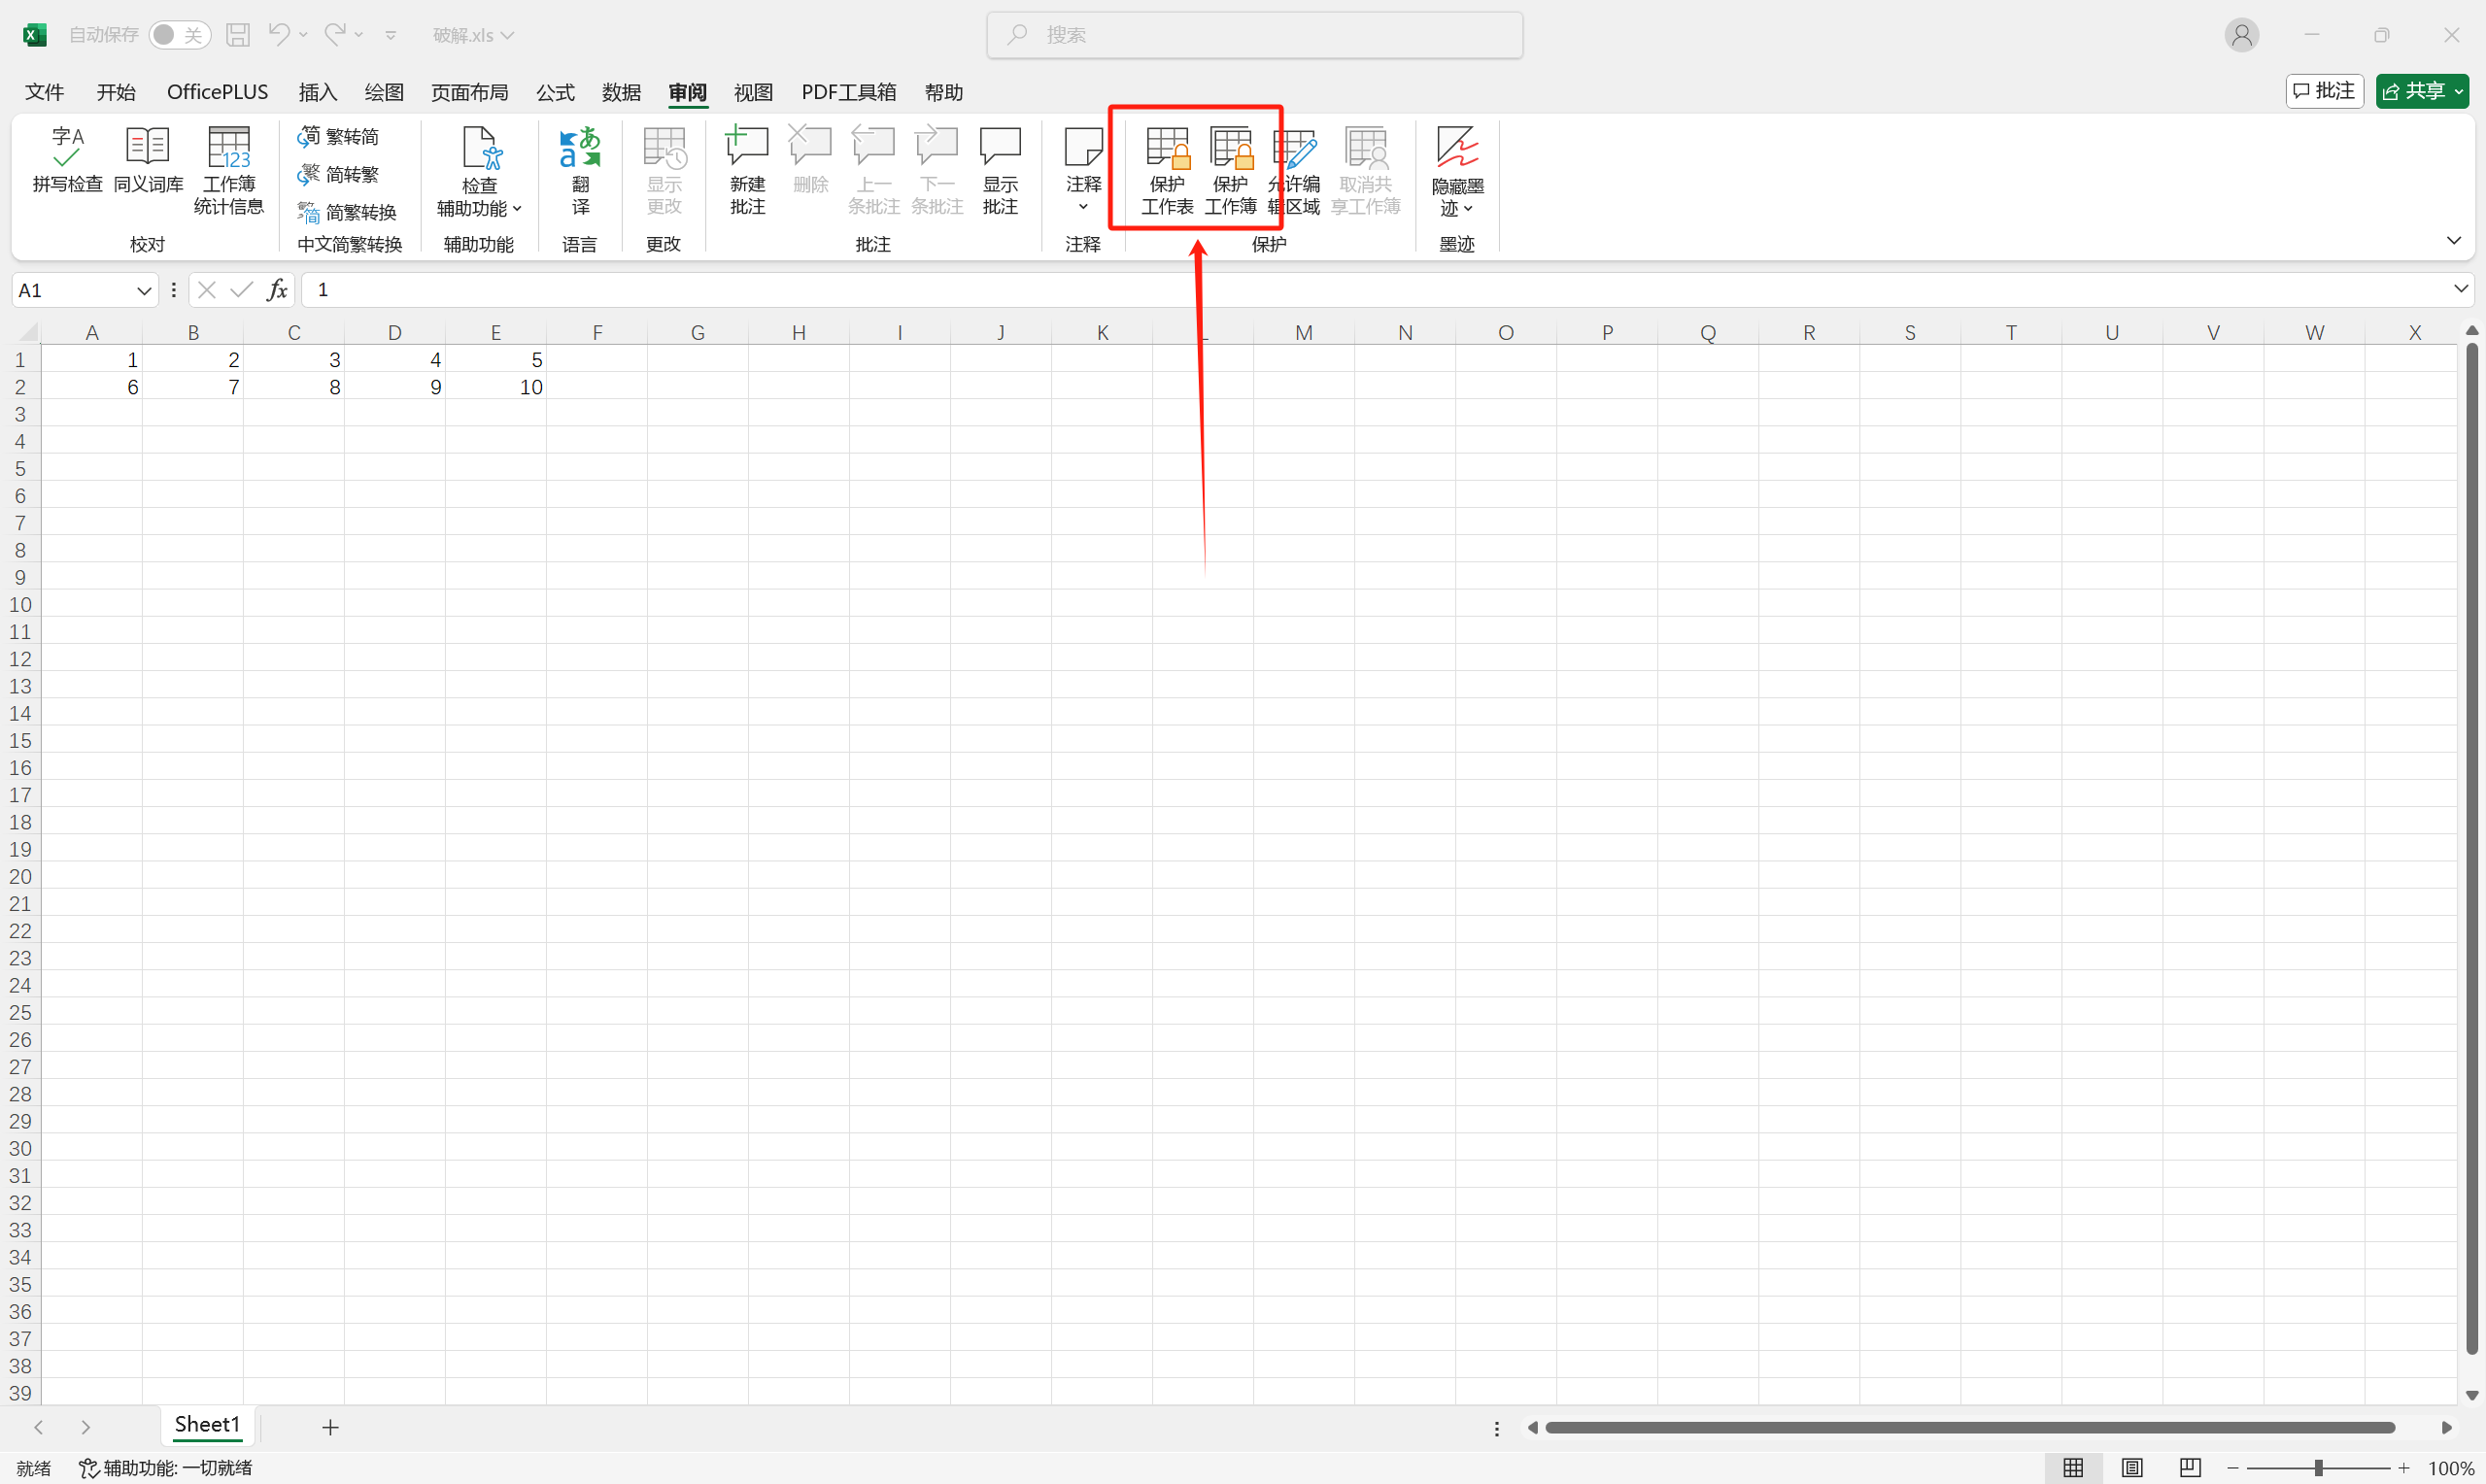 自动保存 关 破解.xls 搜索
文件 开始 OfficePLUS 插入 绘图 页面布局 公式 数据 审阅 视图 PDF工具箱 帮助 批注 共享
字A
拼写检查 同义词库 工作簿
统计信息
校对
繁转简
简转繁
简繁转换
中文简繁转换
检查
辅助功能
辅助功能
翻
译
语言
显示
更改
更改
新建
批注
删除
上一
条批注
下一
条批注
显示
批注
批注
注释
注释
保护
工作表
保护
工作簿
允许编
辑区域
取消共
享工作簿
保护
隐藏墨
迹
墨迹
A1 fx 1
A B C D E F G H I J K L M N O P Q R S T U V W X
1 1 2 3 4 5
2 6 7 8 9 10
3
4
5
6
7
8
9
10
11
12
13
14
15
16
17
18
19
20
21
22
23
24
25
26
27
28
29
30
31
32
33
34
35
36
37
38
39
Sheet1
就绪 辅助功能: 一切就绪 100%